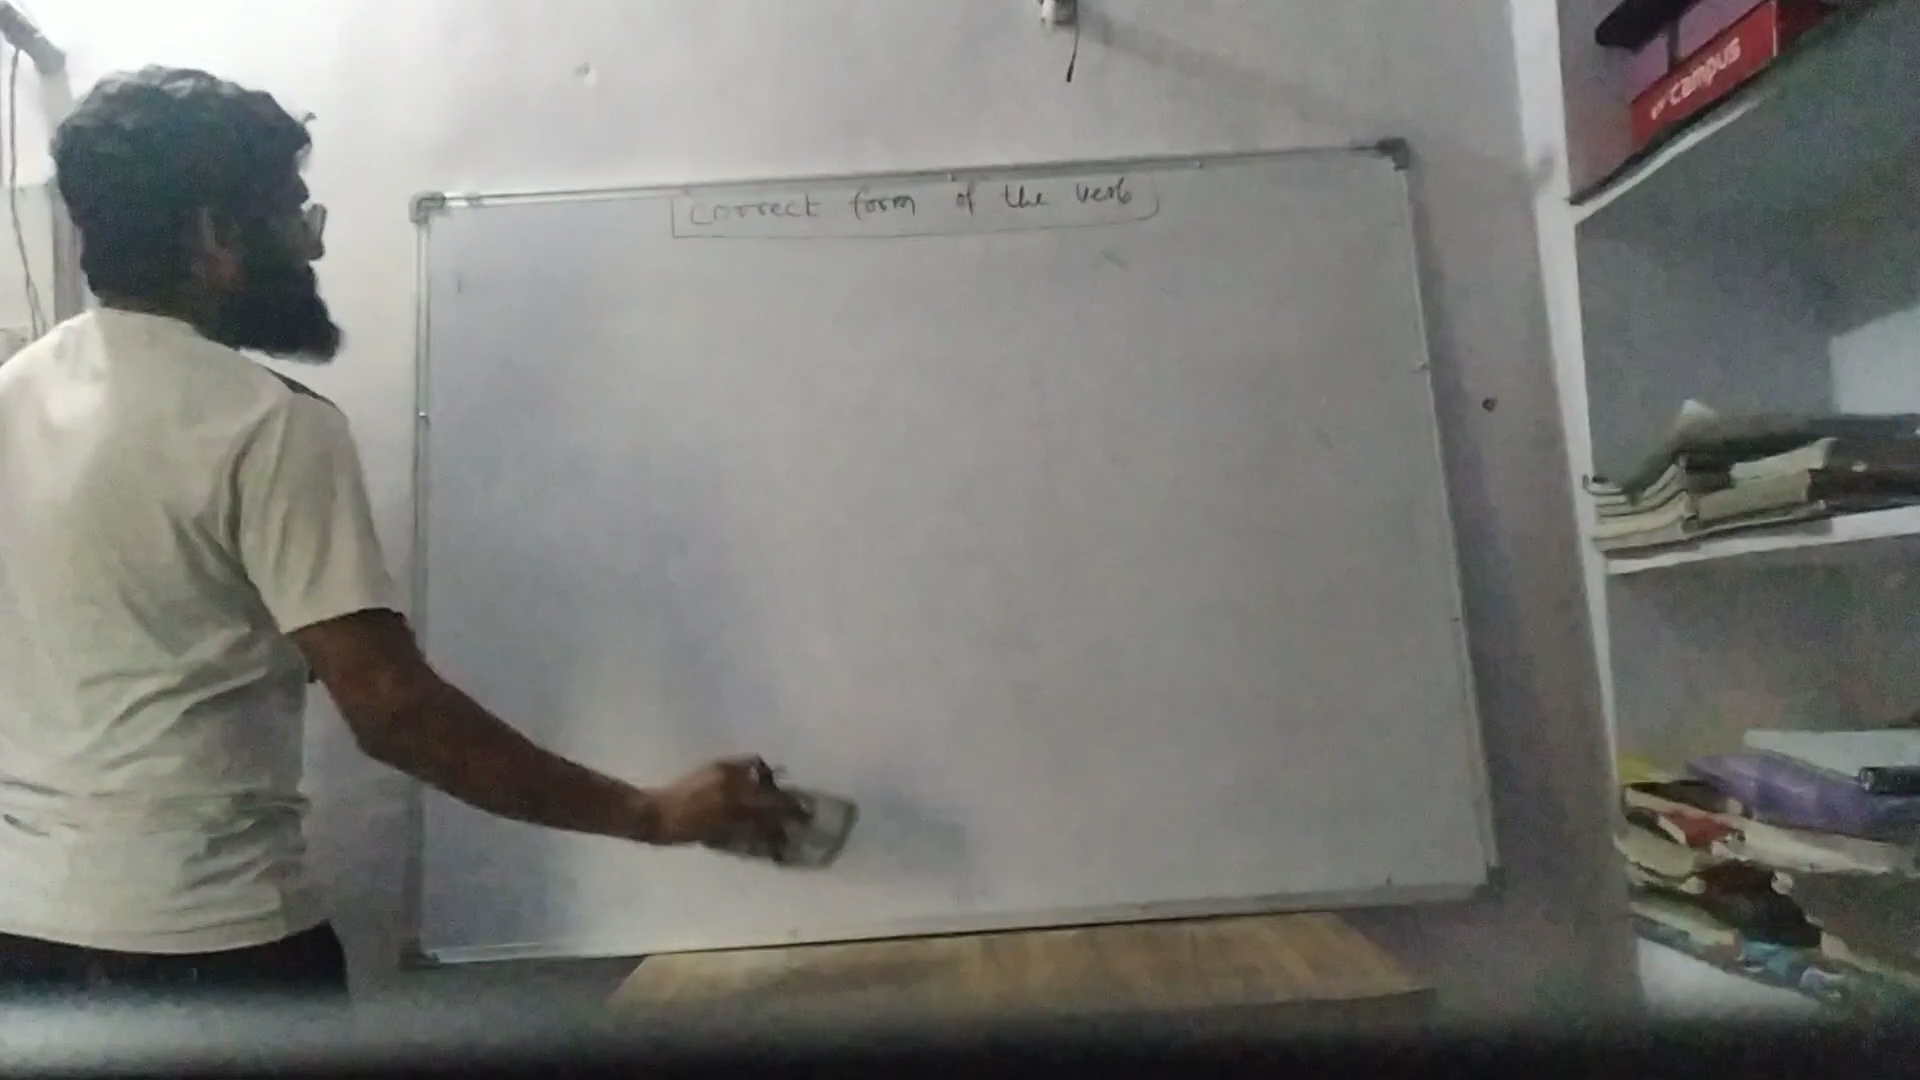 correct form of the verb
campus